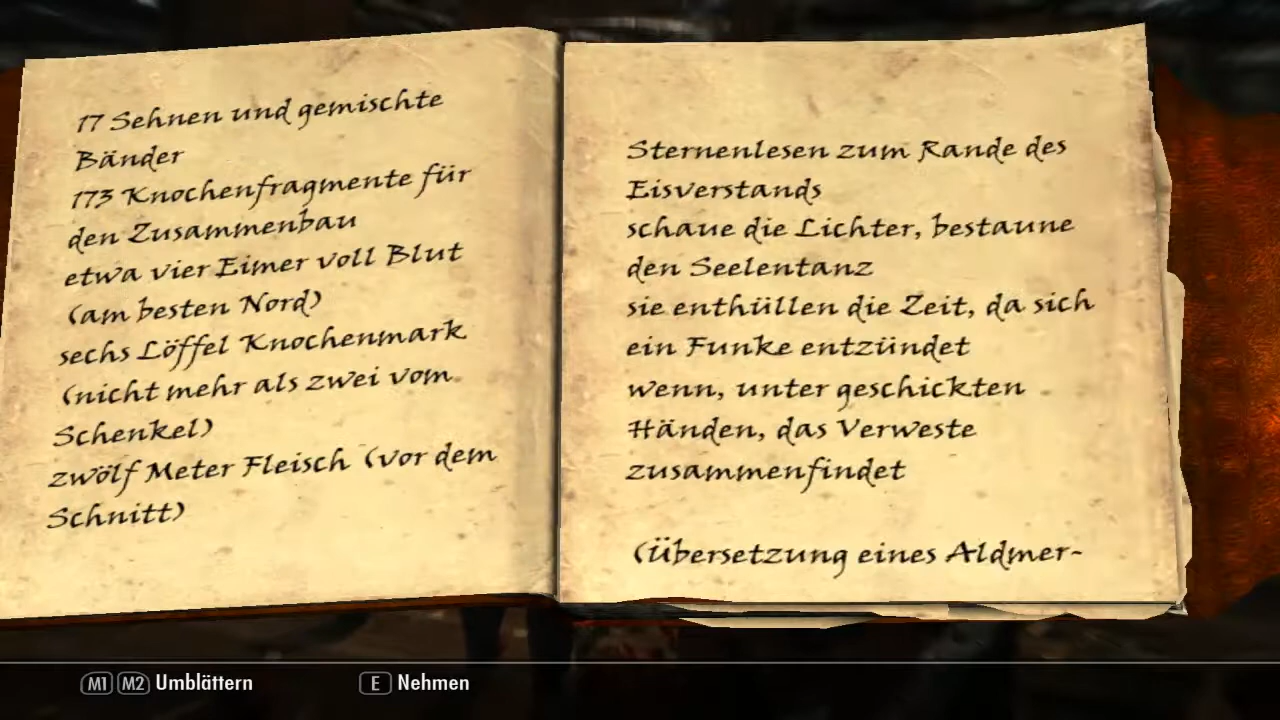 17 Sehnen und gemischte
Bänder
173 Knochenfragmente für
den Zusammenbau
etwa vier Eimer voll Blut
(am besten Nord)
sechs Löffel Knochenmark
(nicht mehr als zwei vom
Schenkel)
zwölf Meter Fleisch (vor dem
Schnitt)
Sternenlesen zum Rande des
Eisverstands
schaue die Lichter, bestaune
den Seelentanz
sie enthüllen die Zeit, da sich
ein Funke entzündet
wenn, unter geschickten
Händen, das Verweste
zusammenfindet
(Übersetzung eines Aldmer-
M1 M2 Umblättern
E Nehmen